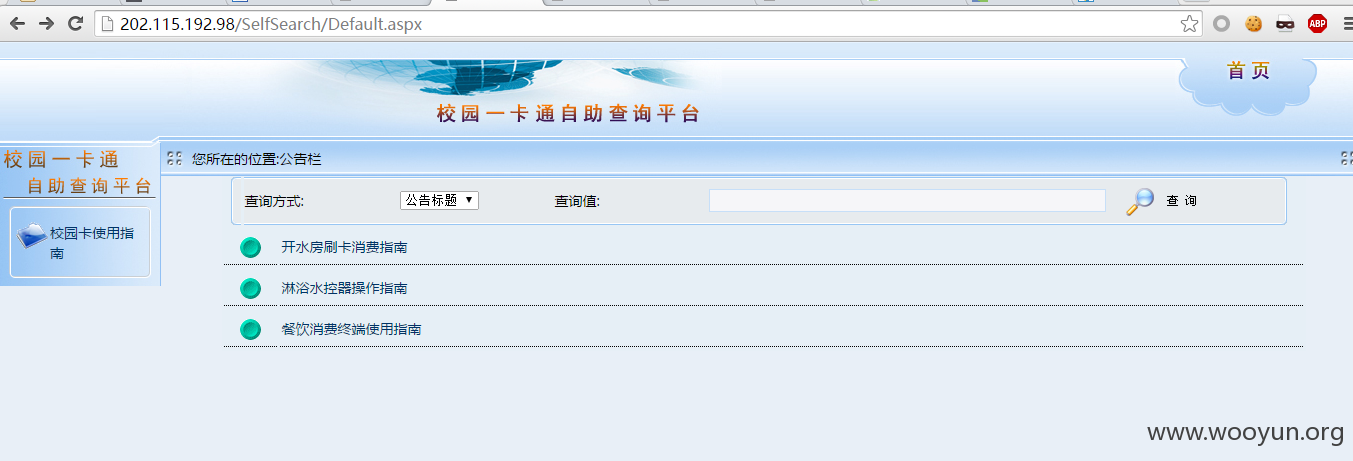 202.115.192.98/SelfSearch/Default.aspx
ABP
首页
校园一卡通自助查询平台
校园一卡通
自助查询平台
您所在的位置:公告栏
查询方式:
公告标题
查询值:
查 询
校园卡使用指
南
开水房刷卡消费指南
淋浴水控器操作指南
餐饮消费终端使用指南
www.wooyun.org